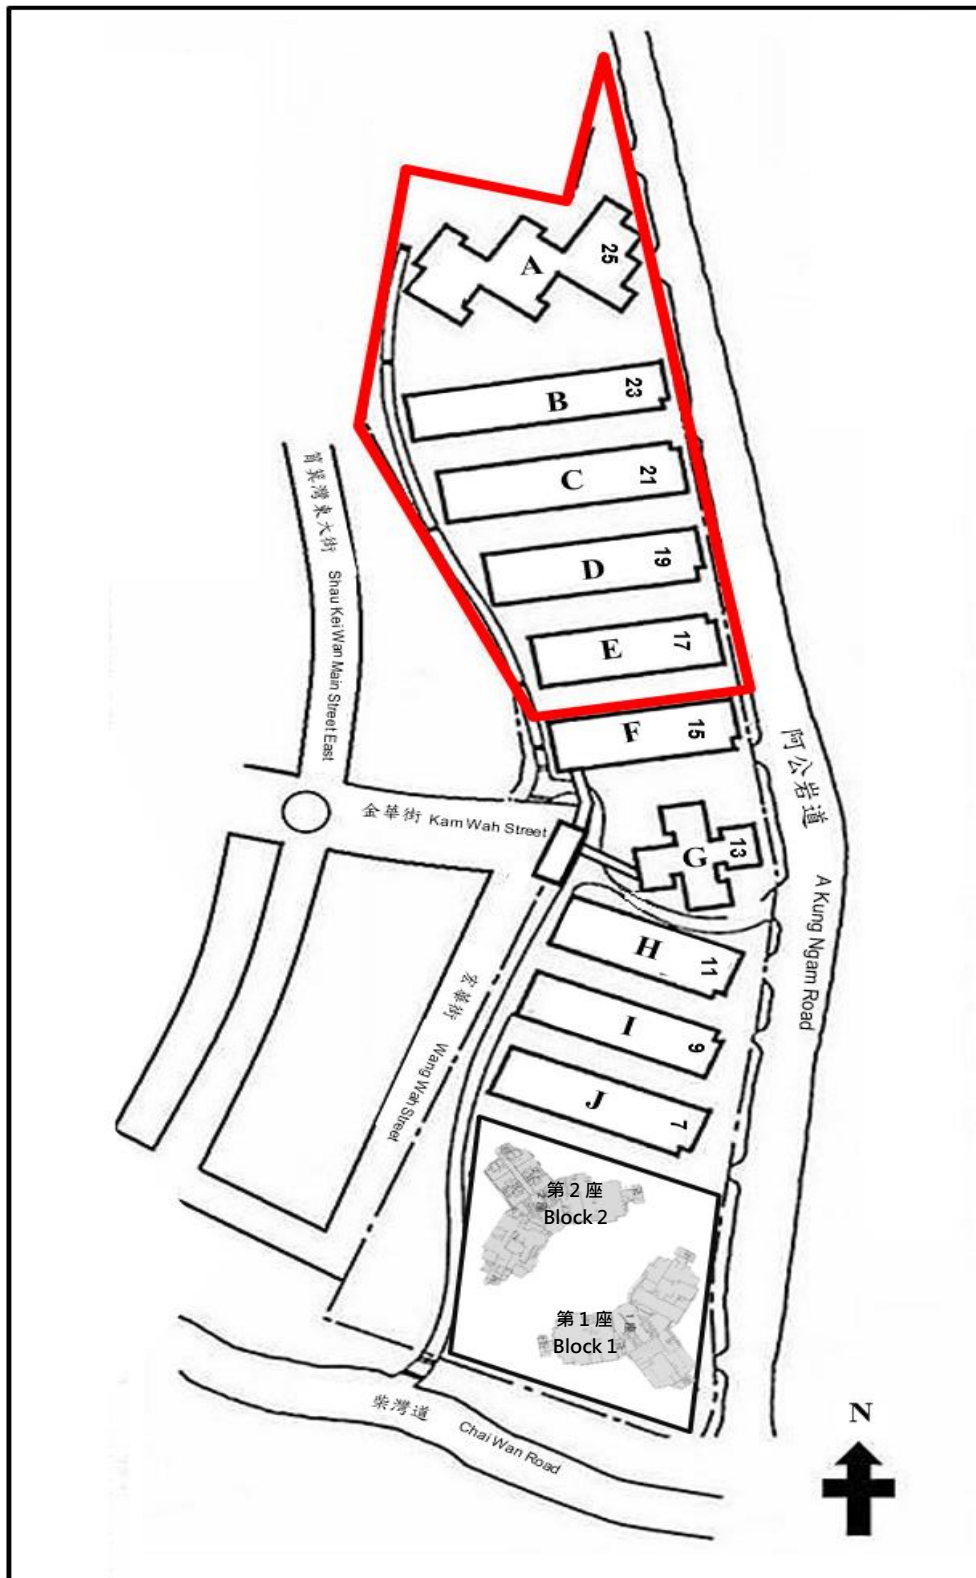 25
A
23
B
21
C
19
D
17
E
15
F
筲箕灣東大街 Shau Kei Wan Main Street East
金華街 Kam Wah Street
阿公岩道 A Kung Ngam Road
13
G
H
11
I
9
J
7
宏華街 Wang Wah Street
第 2 座
Block 2
第 1 座
Block 1
柴灣道 Chai Wan Road
N